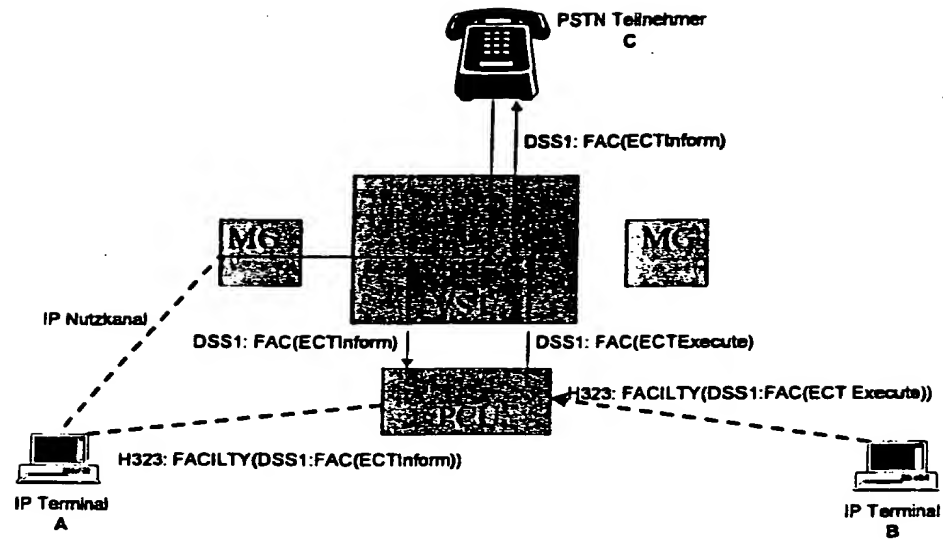 PSTN Teilnehmer
C
DSS1: FAC(ECTInform)
MG
MG
IP Nutzkanal
DSS1: FAC(ECTInform)
DSS1: FAC(ECTExecute)
H323: FACILTY(DSS1:FAC(ECT Execute))
H323: FACILTY(DSS1:FAC(ECTInform))
IP Terminal
A
IP Terminal
B